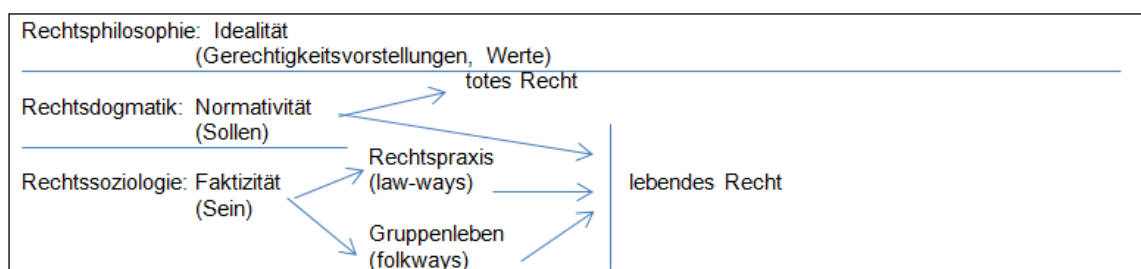 Rechtsphilosophie: Idealität
(Gerechtigkeitsvorstellungen, Werte)
totes Recht
Rechtsdogmatik: Normativität
(Sollen)
Rechtspraxis
Rechtssoziologie: Faktizität (law-ways) lebendes Recht
(Sein)
Gruppenleben
(folkways)